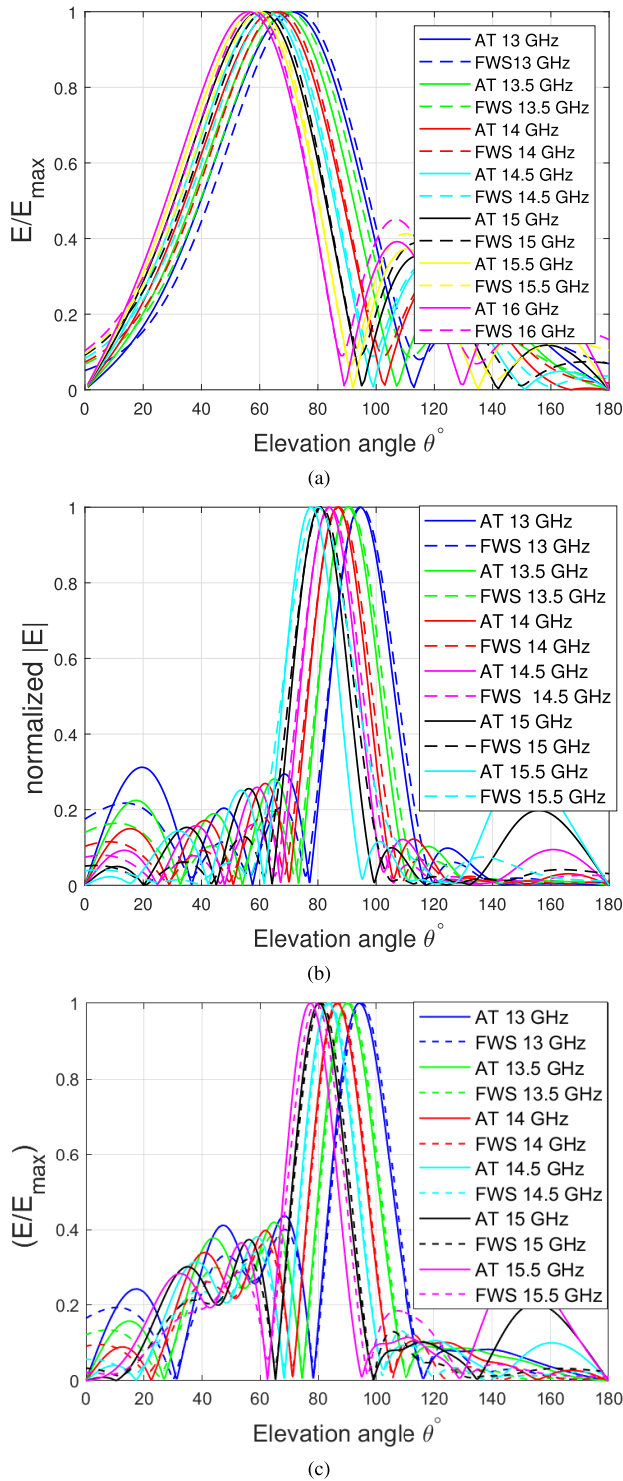 1
0.8
0.6
0.4
0.2
0
E/E_max
0 20 40 60 80 100 120 140 160 180
Elevation angle θ°
AT 13 GHz
FWS13 GHz
AT 13.5 GHz
FWS 13.5 GHz
AT 14 GHz
FWS 14 GHz
AT 14.5 GHz
FWS 14.5 GHz
AT 15 GHz
FWS 15 GHz
AT 15.5 GHz
FWS 15.5 GHz
AT 16 GHz
FWS 16 GHz
(a)
1
0.8
0.6
0.4
0.2
0
normalized |E|
0 20 40 60 80 100 120 140 160 180
Elevation angle θ°
AT 13 GHz
FWS 13 GHz
AT 13.5 GHz
FWS 13.5 GHz
AT 14 GHz
FWS 14 GHz
AT 14.5 GHz
FWS 14.5 GHz
AT 15 GHz
FWS 15 GHz
AT 15.5 GHz
FWS 15.5 GHz
(b)
1
0.8
0.6
0.4
0.2
0
(E/E_max)
0 20 40 60 80 100 120 140 160 180
Elevation angle θ°
AT 13 GHz
FWS 13 GHz
AT 13.5 GHz
FWS 13.5 GHz
AT 14 GHz
FWS 14 GHz
AT 14.5 GHz
FWS 14.5 GHz
AT 15 GHz
FWS 15 GHz
AT 15.5 GHz
FWS 15.5 GHz
(c)